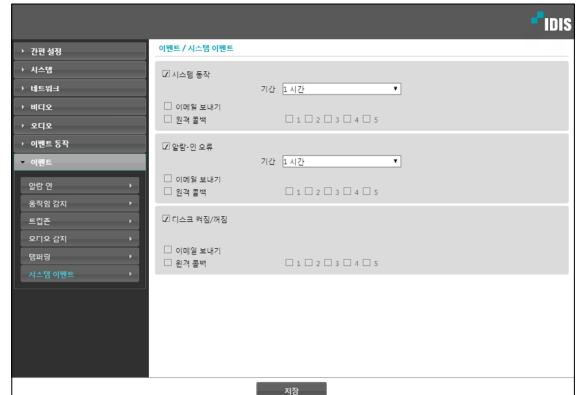 IDIS
간편 설정
시스템
네트워크
비디오
오디오
이벤트 동작
이벤트
알람 인
움직임 감지
트립존
오디오 감지
탬퍼링
시스템 이벤트
이벤트 / 시스템 이벤트
시스템 동작
기간 1 시간
이메일 보내기
원격 콜백 1 2 3 4 5
알람-인 오류
기간 1 시간
이메일 보내기
원격 콜백 1 2 3 4 5
디스크 켜짐/꺼짐
이메일 보내기
원격 콜백 1 2 3 4 5
저장